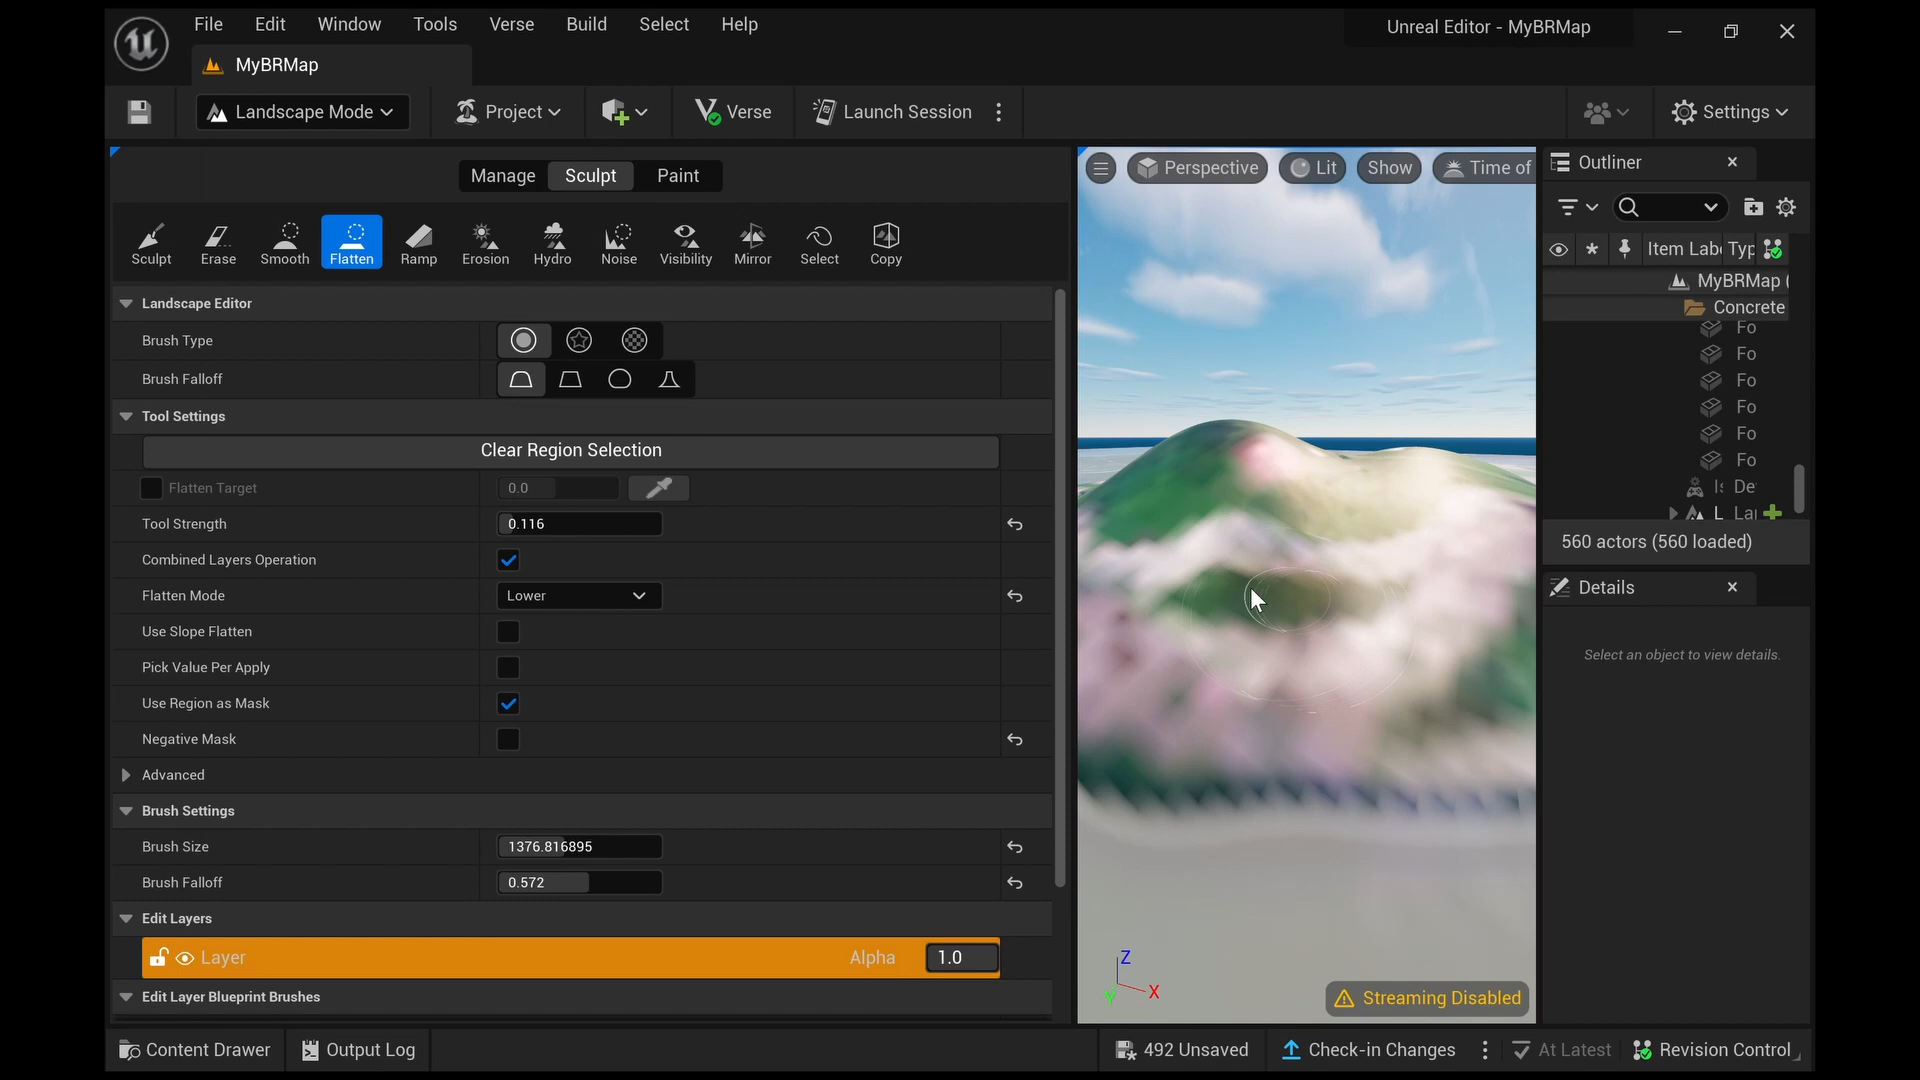 File Edit Window Tools Verse Build Select Help
Unreal Editor - MyBRMap
MyBRMap
Landscape Mode
Project
Verse
Launch Session
Settings
Manage Sculpt Paint
Sculpt Erase Smooth Flatten Ramp Erosion Hydro Noise Visibility Mirror Select Copy
Landscape Editor
Brush Type
Brush Falloff
Tool Settings
Clear Region Selection
Flatten Target 0.0
Tool Strength 0.116
Combined Layers Operation
Flatten Mode Lower
Use Slope Flatten
Pick Value Per Apply
Use Region as Mask
Negative Mask
Advanced
Brush Settings
Brush Size 1376.816895
Brush Falloff 0.572
Edit Layers
Layer Alpha 1.0
Edit Layer Blueprint Brushes
Perspective Lit Show Time of
Z
X
Y
Streaming Disabled
Outliner
Item Lab Typ
MyBRMap (
Concrete
Fo
Fo
Fo
Fo
Fo
Fo
Is De
L Lan
560 actors (560 loaded)
Details
Select an object to view details.
Content Drawer
Output Log
492 Unsaved
Check-in Changes
At Latest
Revision Control